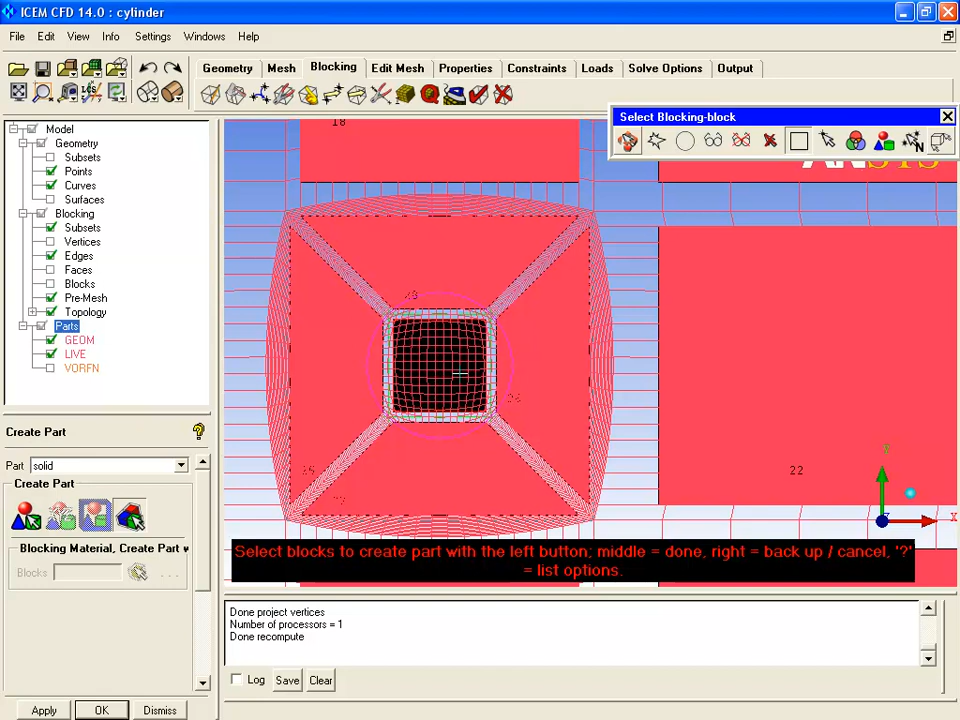 ICEM CFD 14.0 : cylinder
File Edit View Info Settings Windows Help
Geometry Mesh Blocking Edit Mesh Properties Constraints Loads Solve Options Output
Select Blocking-block
Model
Geometry
Subsets
Points
Curves
Surfaces
Blocking
Subsets
Vertices
Edges
Faces
Blocks
Pre-Mesh
Topology
Parts
GEOM
LIVE
VORFN
18
22
Y
X
Create Part
Part solid
Create Part
Blocking Material, Create Part
Blocks
Select blocks to create part with the left button; middle = done, right = back up / cancel, '?'
= list options.
Done project vertices
Number of processors = 1
Done recompute
Log Save Clear
Apply OK Dismiss